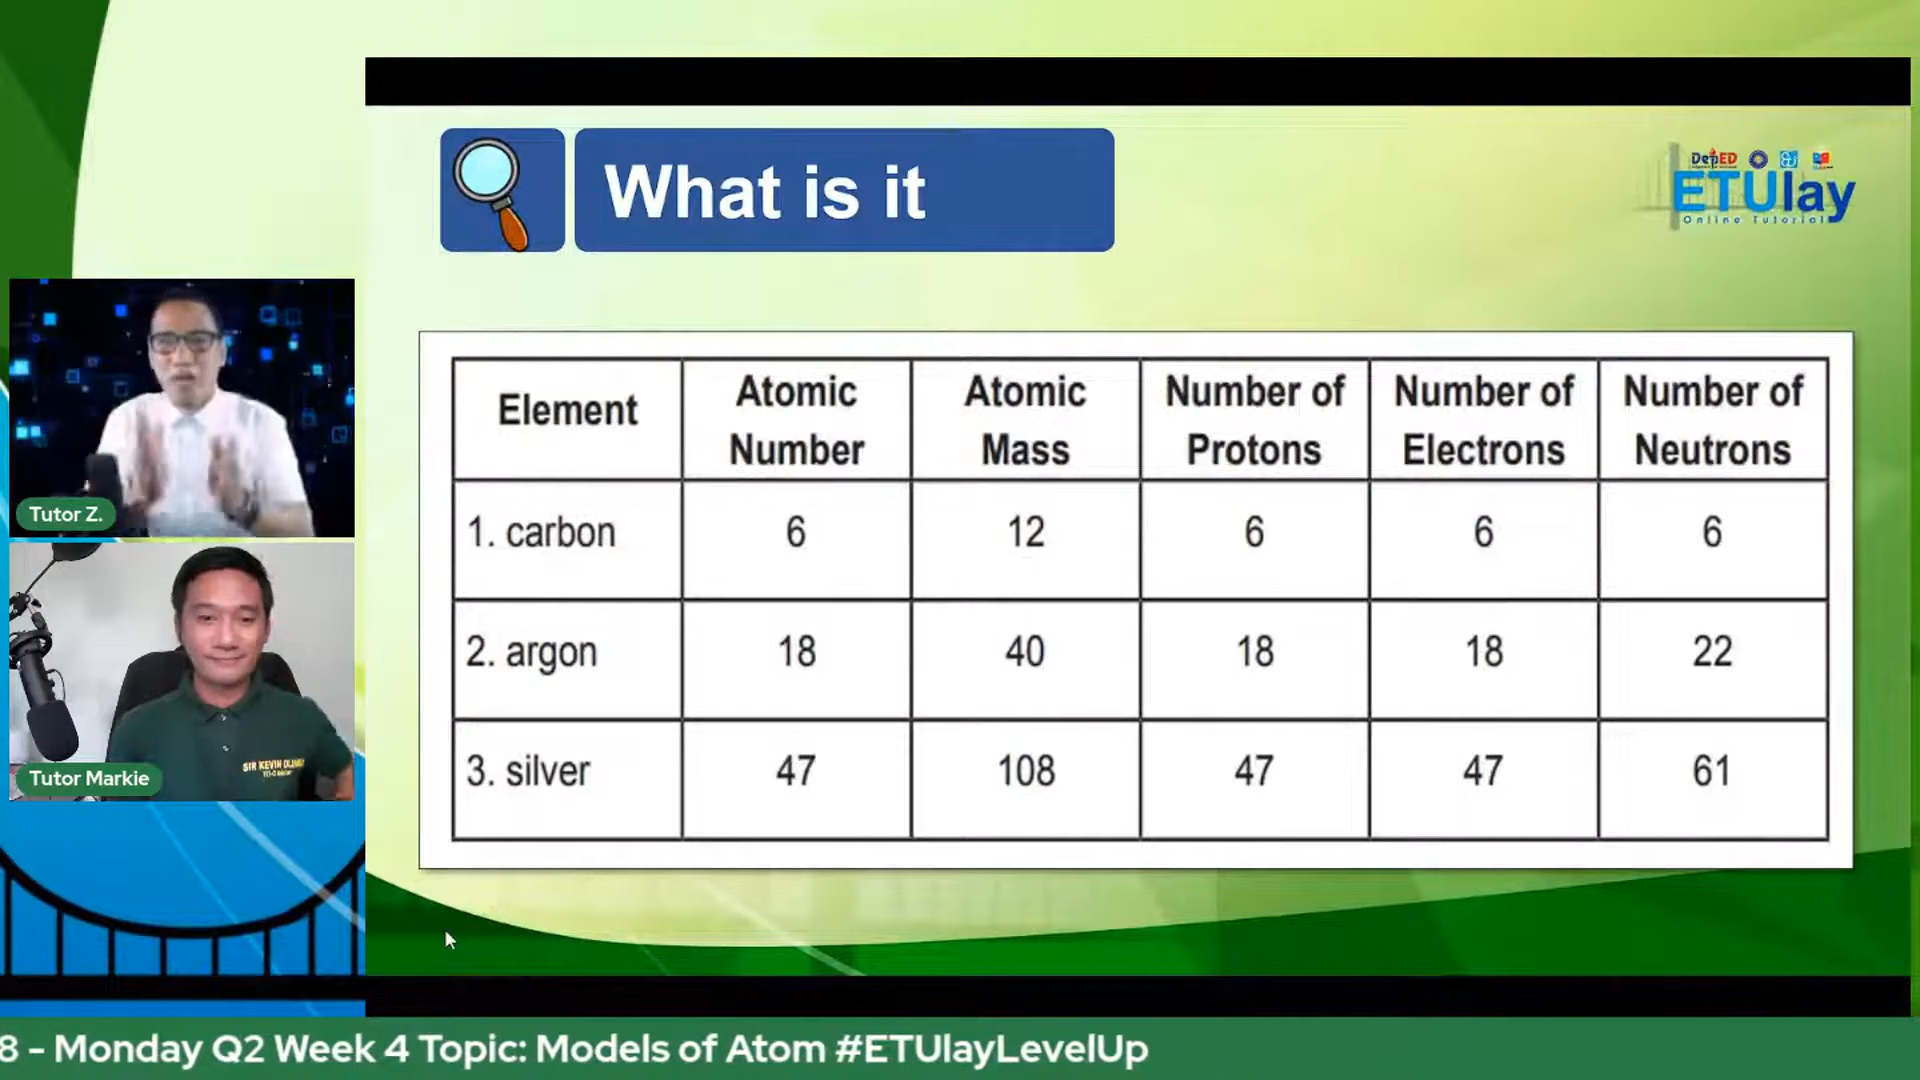 What is it
DepED
ETUlay
Online Tutorial
Element
Atomic Number
Atomic Mass
Number of Protons
Number of Electrons
Number of Neutrons
1. carbon 6 12 6 6 6
2. argon 18 40 18 18 22
3. silver 47 108 47 47 61
Tutor Z.
SIR KEVIN
Tutor Markie
8 - Monday Q2 Week 4 Topic: Models of Atom #ETUlayLevelUp